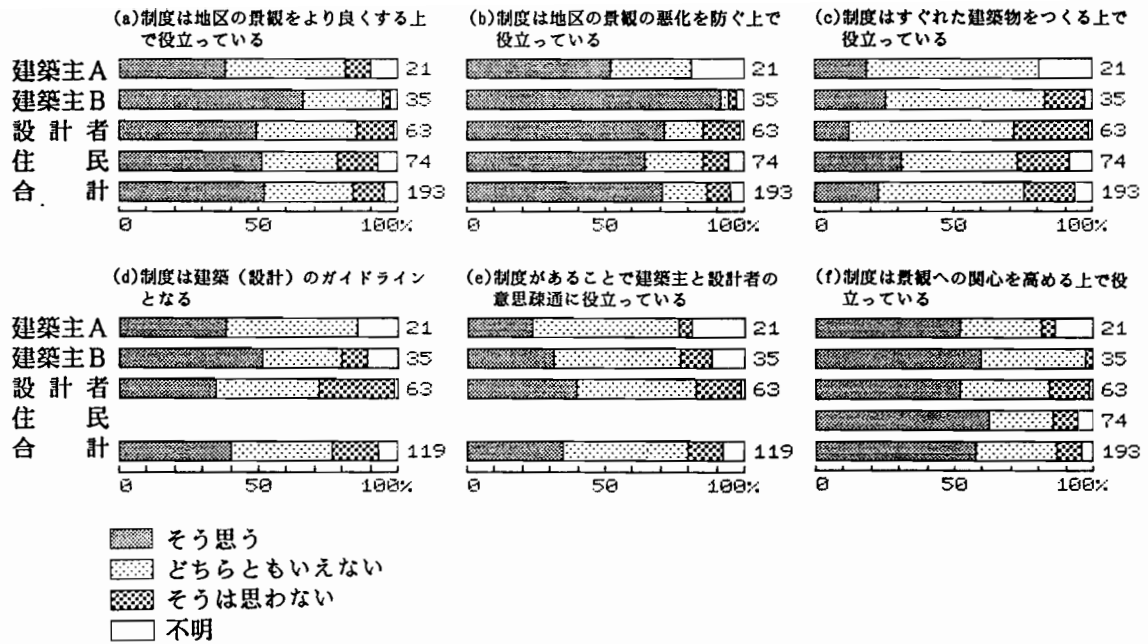 (a)制度は地区の景観をより良くする上
で役立っている
(b)制度は地区の景観の悪化を防ぐ上で
役立っている
(c)制度はすぐれた建築物をつくる上で
役立っている
建築主A 21 21 21
建築主B 35 35 35
設計者 63 63 63
住民 74 74 74
合計 193 193 193
0 50 100% 0 50 100% 0 50 100%
(d)制度は建築(設計)のガイドライン
となる
(e)制度があることで建築主と設計者の
意思疎通に役立っている
(f)制度は景観への関心を高める上で役
立っている
建築主A 21 21 21
建築主B 35 35 35
設計者 63 63 63
住民 74
合計 119 119 193
0 50 100% 0 50 100% 0 50 100%
そう思う
どちらともいえない
そうは思わない
不明